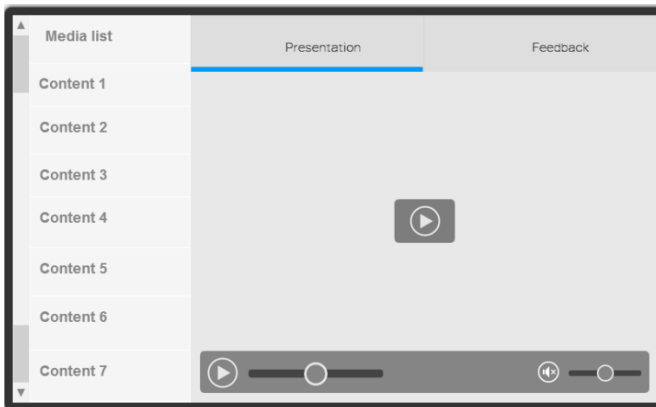 Media list
Presentation
Feedback
Content 1
Content 2
Content 3
Content 4
Content 5
Content 6
Content 7